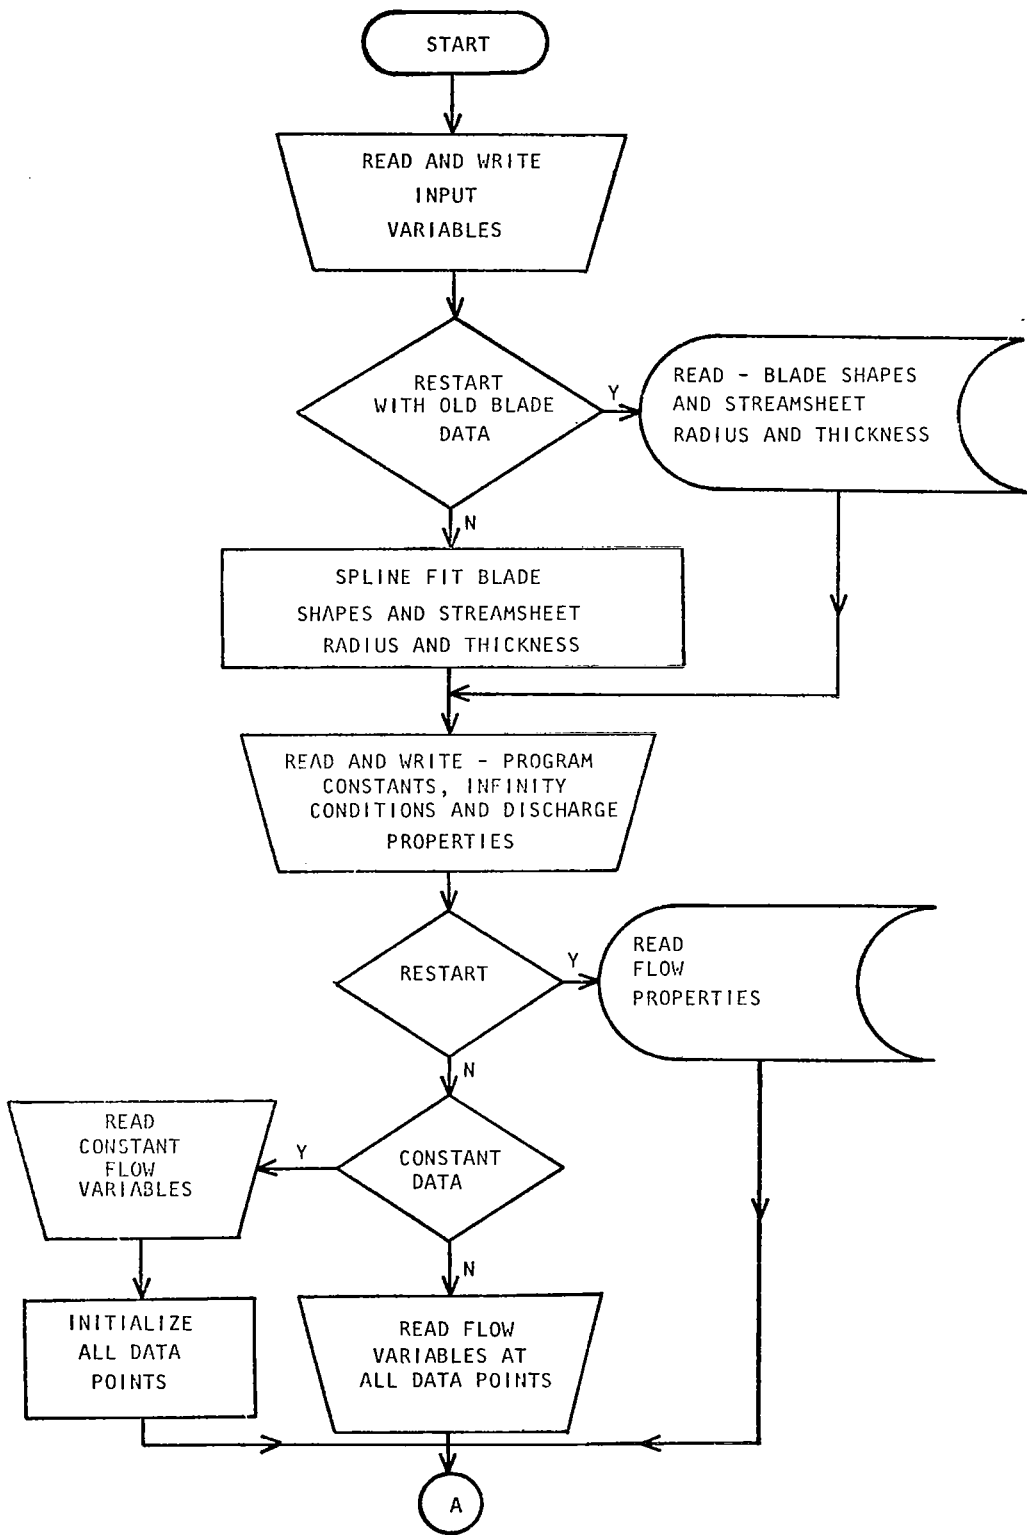 START
READ AND WRITE
INPUT
VARIABLES
RESTART
WITH OLD BLADE
DATA
Y
READ - BLADE SHAPES
AND STREAMSHEET
RADIUS AND THICKNESS
N
SPLINE FIT BLADE
SHAPES AND STREAMSHEET
RADIUS AND THICKNESS
READ AND WRITE - PROGRAM
CONSTANTS, INFINITY
CONDITIONS AND DISCHARGE
PROPERTIES
RESTART
Y
READ
FLOW
PROPERTIES
N
CONSTANT
DATA
Y
READ
CONSTANT
FLOW
VARIABLES
N
INITIALIZE
ALL DATA
POINTS
READ FLOW
VARIABLES AT
ALL DATA POINTS
A